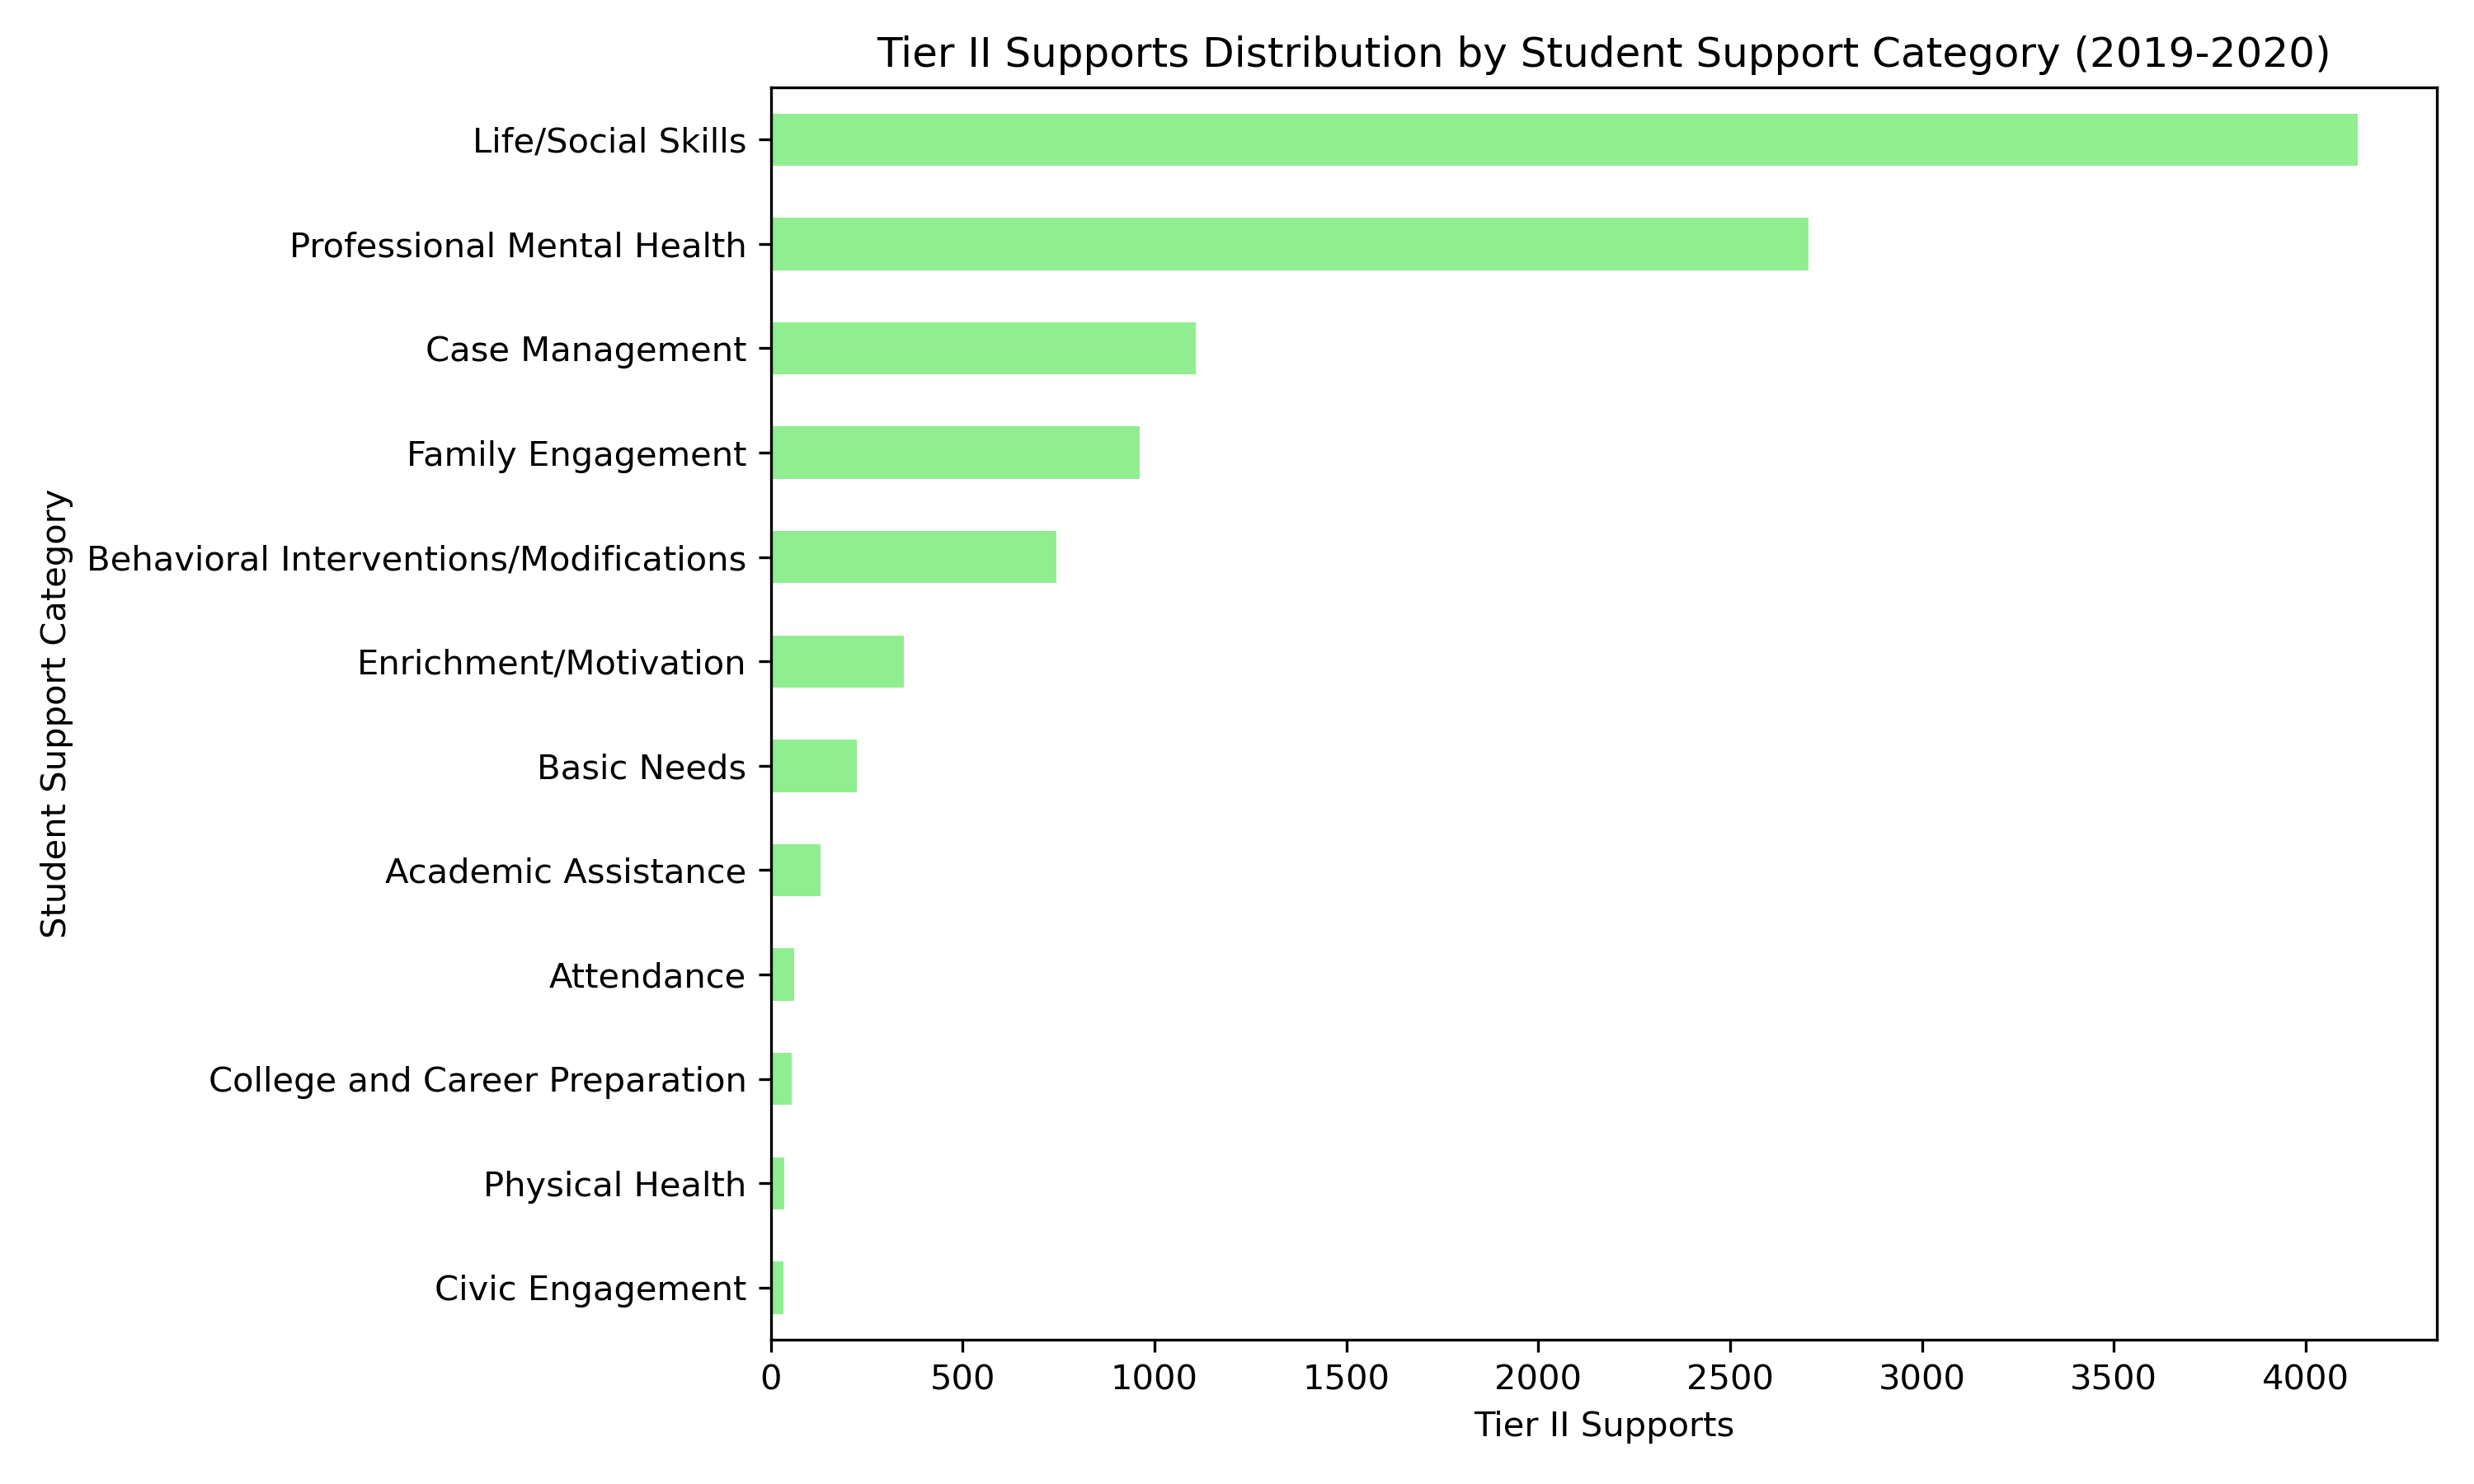 Tier II Supports Distribution by Student Support Category (2019-2020)
Student Support Category
Life/Social Skills
Professional Mental Health
Case Management
Family Engagement
Behavioral Interventions/Modifications
Enrichment/Motivation
Basic Needs
Academic Assistance
Attendance
College and Career Preparation
Physical Health
Civic Engagement
0 500 1000 1500 2000 2500 3000 3500 4000
Tier II Supports